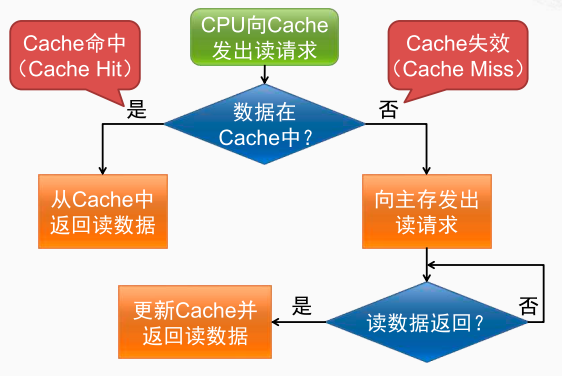 CPU向Cache
发出读请求
Cache命中
（Cache Hit）
Cache失效
（Cache Miss）
是
数据在
Cache中？
否
从Cache中
返回读数据
向主存发出
读请求
更新Cache并
返回读数据
是
读数据返回？
否